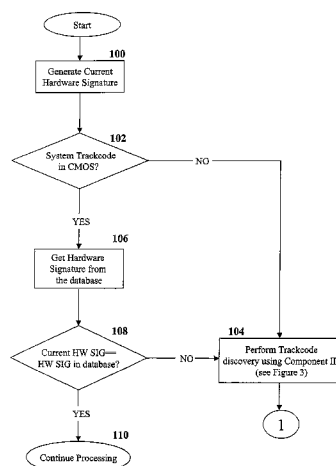 Start
100
Generate Current
Hardware Signature
102
System Trackcode
in CMOS?
NO
YES
106
Get Hardware
Signature from
the database
108
Current HW SIG==
HW SIG in database?
NO
104
Perform Trackcode
discovery using Component II
(see Figure 3)
YES
1
110
Continue Processing